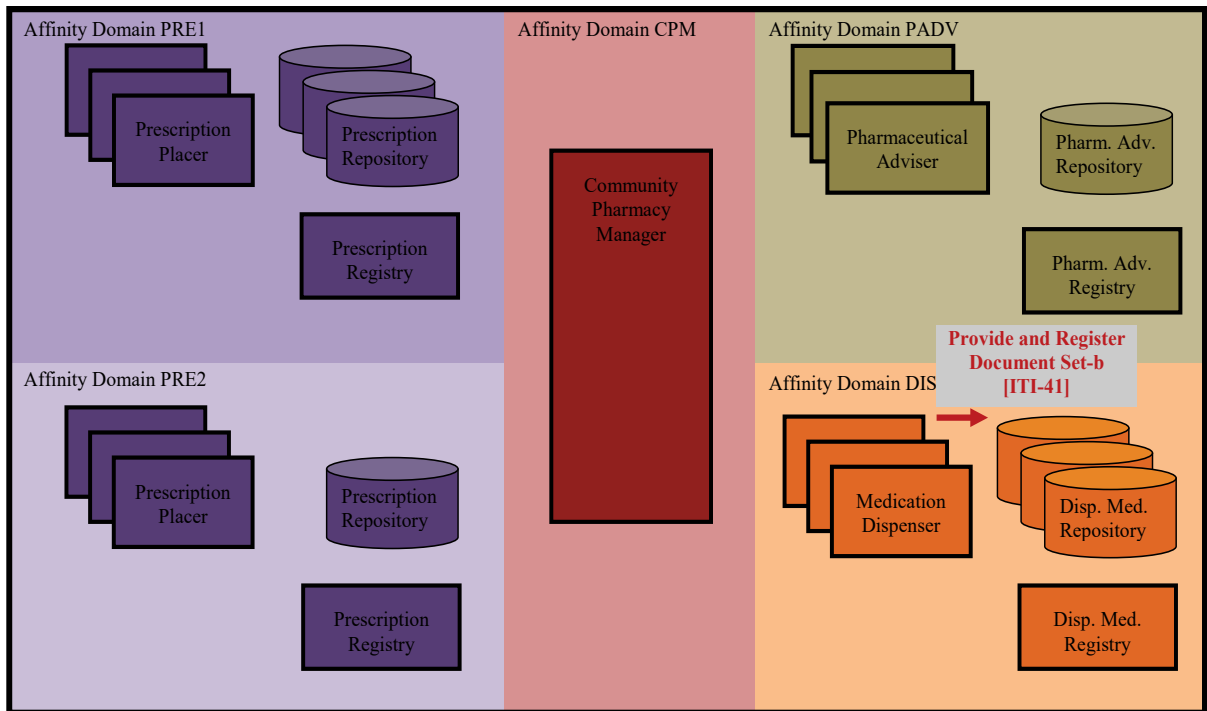 Affinity Domain PRE1
Prescription
Placer
Prescription
Repository
Prescription
Registry
Affinity Domain CPM
Community
Pharmacy
Manager
Affinity Domain PADV
Pharmaceutical
Adviser
Pharm. Adv.
Repository
Pharm. Adv.
Registry
Affinity Domain PRE2
Prescription
Placer
Prescription
Repository
Prescription
Registry
Provide and Register
Document Set-b
[ITI-41]
Affinity Domain DIS
Medication
Dispenser
Disp. Med.
Repository
Disp. Med.
Registry